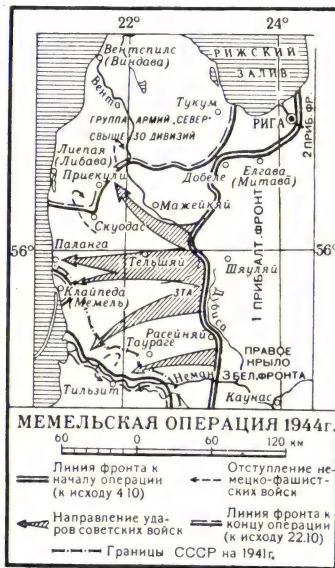 22° 24°
Вентспилс
(Виндава)
РИЖСКИЙ
ЗАЛИВ
Вента
Тукум
ГРУППА АРМИЙ „СЕВЕР“
СВЫШЕ 30 ДИВИЗИЙ
РИГА
2 ПРИБ. ФР.
Лиепая
(Либава)
Приекули
Добеле
Елгава
(Митава)
Мажейкяй
Скуодас
1 ПРИБАЛТ. ФРОНТ
56° 56°
Паланга
Тельшяй
Шяуляй
Клайпеда
(Мемель)
3ТА
Дубиса
Расейняй
Таураге
ПРАВОЕ
КРЫЛО
3 БЕЛ. ФРОНТА
Тильзит
Неман
Каунас
МЕМЕЛЬСКАЯ ОПЕРАЦИЯ 1944г.
60 0 60 120 км
Линия фронта к
началу операции
(к исходу 4.10)
Отступление не-
мецко-фашист-
ских войск
Направление уда-
ров советских войск
Линия фронта к
концу операции
(к исходу 22.10)
Границы СССР на 1941г.